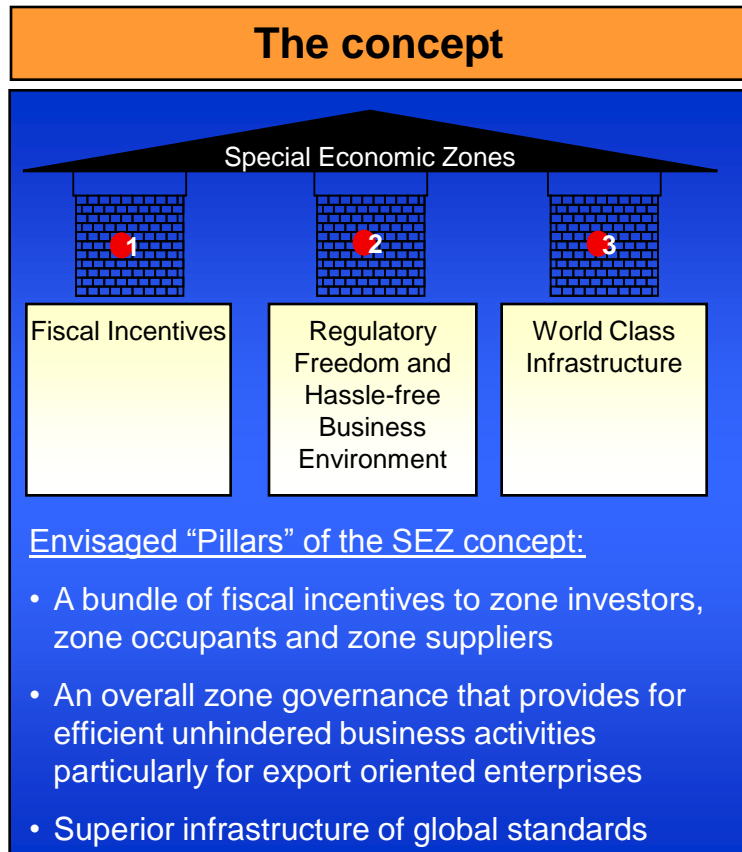 The concept
Special Economic Zones
1
2
3
Fiscal Incentives
Regulatory
Freedom and
Hassle-free
Business
Environment
World Class
Infrastructure
Envisaged “Pillars” of the SEZ concept:
• A bundle of fiscal incentives to zone investors,
zone occupants and zone suppliers
• An overall zone governance that provides for
efficient unhindered business activities
particularly for export oriented enterprises
• Superior infrastructure of global standards